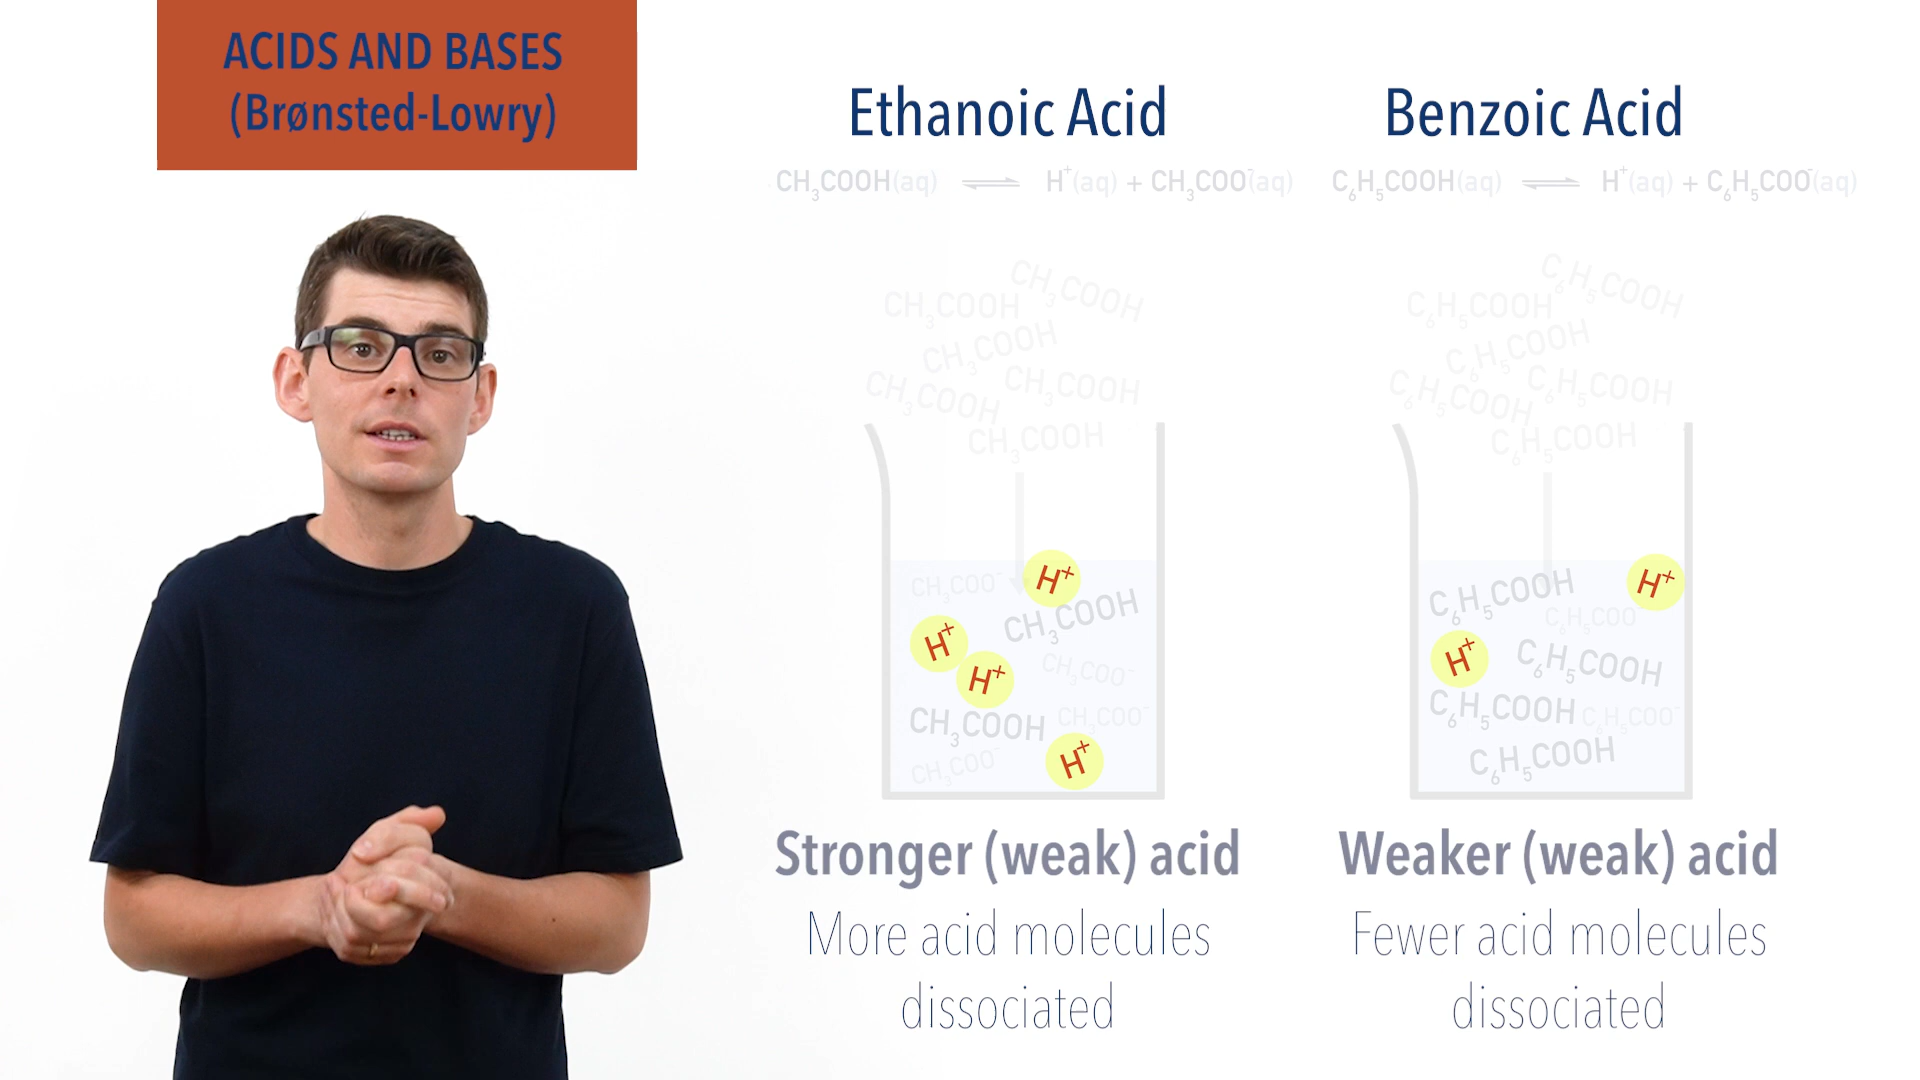 ACIDS AND BASES
(Brønsted-Lowry)
Ethanoic Acid
CH₃COOH(aq) ⇌ H⁺(aq) + CH₃COO⁻(aq)
CH₃COOH
CH₃COOH
CH₃COOH
CH₃COOH
CH₃COOH
CH₃COOH
CH₃COO⁻
H⁺
CH₃COOH
H⁺
H⁺
CH₃COO⁻
CH₃COOH
CH₃COO⁻
CH₃COO⁻
H⁺
Stronger (weak) acid
More acid molecules
dissociated
Benzoic Acid
C₆H₅COOH(aq) ⇌ H⁺(aq) + C₆H₅COO⁻(aq)
C₆H₅COOH
C₆H₅COOH
C₆H₅COOH
C₆H₅COOH
C₆H₅COOH
C₆H₅COOH
C₆H₅COOH
H⁺
C₆H₅COO⁻
H⁺
C₆H₅COOH
C₆H₅COOH
C₆H₅COO⁻
C₆H₅COOH
Weaker (weak) acid
Fewer acid molecules
dissociated